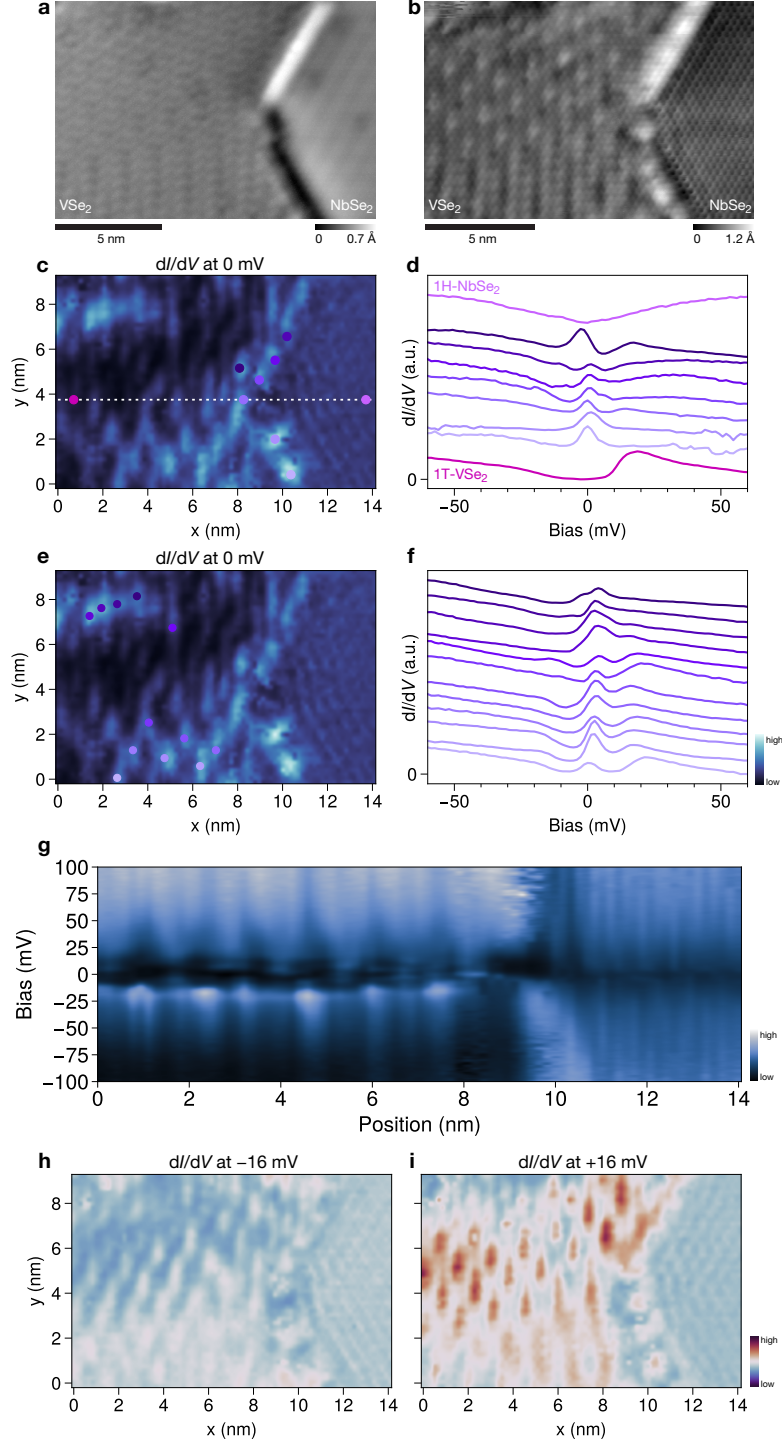 a
b
VSe₂ NbSe₂
VSe₂ NbSe₂
5 nm 0 0.7 Å
5 nm 0 1.2 Å
c dI/dV at 0 mV
y (nm)
8
6
4
2
0
0 2 4 6 8 10 12 14
x (nm)
d
1H-NbSe₂
dI/dV (a.u.)
1T-VSe₂
0
−50 0 50
Bias (mV)
e dI/dV at 0 mV
y (nm)
8
6
4
2
0
0 2 4 6 8 10 12 14
x (nm)
f
dI/dV (a.u.)
0
−50 0 50
Bias (mV)
high
low
g
Bias (mV)
100
75
50
25
0
−25
−50
−75
−100
0 2 4 6 8 10 12 14
Position (nm)
high
low
h dI/dV at −16 mV
y (nm)
8
6
4
2
0
0 2 4 6 8 10 12 14
x (nm)
i dI/dV at +16 mV
0 2 4 6 8 10 12 14
x (nm)
high
low